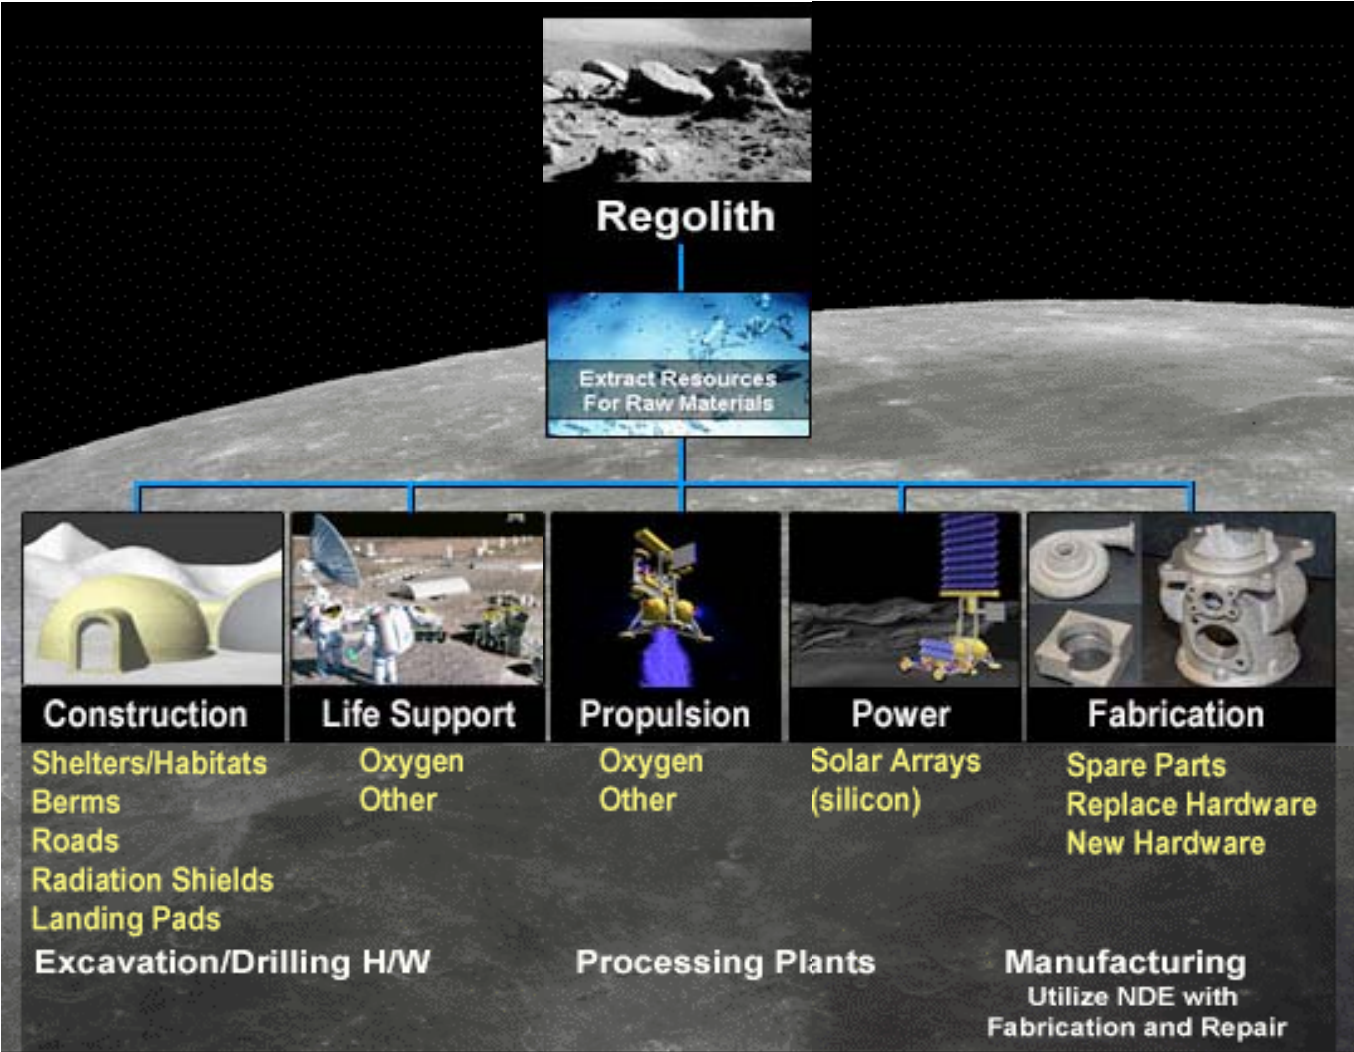 Regolith
Extract Resources
For Raw Materials
Construction
Shelters/Habitats
Berms
Roads
Radiation Shields
Landing Pads
Life Support
Oxygen
Other
Propulsion
Oxygen
Other
Power
Solar Arrays
(silicon)
Fabrication
Spare Parts
Replace Hardware
New Hardware
Excavation/Drilling H/W
Processing Plants
Manufacturing
Utilize NDE with
Fabrication and Repair